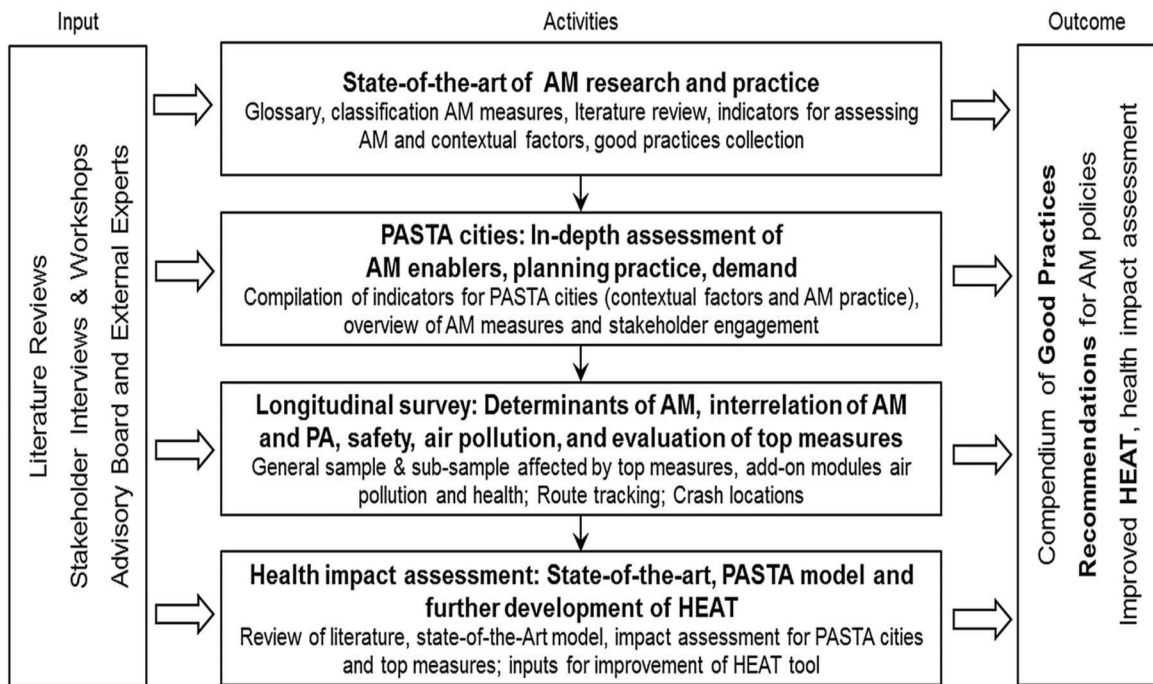 Input
Activities
Outcome
Literature Reviews
Stakeholder Interviews & Workshops
Advisory Board and External Experts
State-of-the-art of AM research and practice
Glossary, classification AM measures, lterature review, indicators for assessing
AM and contextual factors, good practices collection
PASTA cities: In-depth assessment of
AM enablers, planning practice, demand
Compilation of indicators for PASTA cities (contextual factors and AM practice),
overview of AM measures and stakeholder engagement
Longitudinal survey: Determinants of AM, interrelation of AM
and PA, safety, air pollution, and evaluation of top measures
General sample & sub-sample affected by top measures, add-on modules air
pollution and health; Route tracking; Crash locations
Health impact assessment: State-of-the-art, PASTA model and
further development of HEAT
Review of literature, state-of-the-Art model, impact assessment for PASTA cities
and top measures; inputs for improvement of HEAT tool
Compendium of Good Practices
Recommendations for AM policies
Improved HEAT, health impact assessment